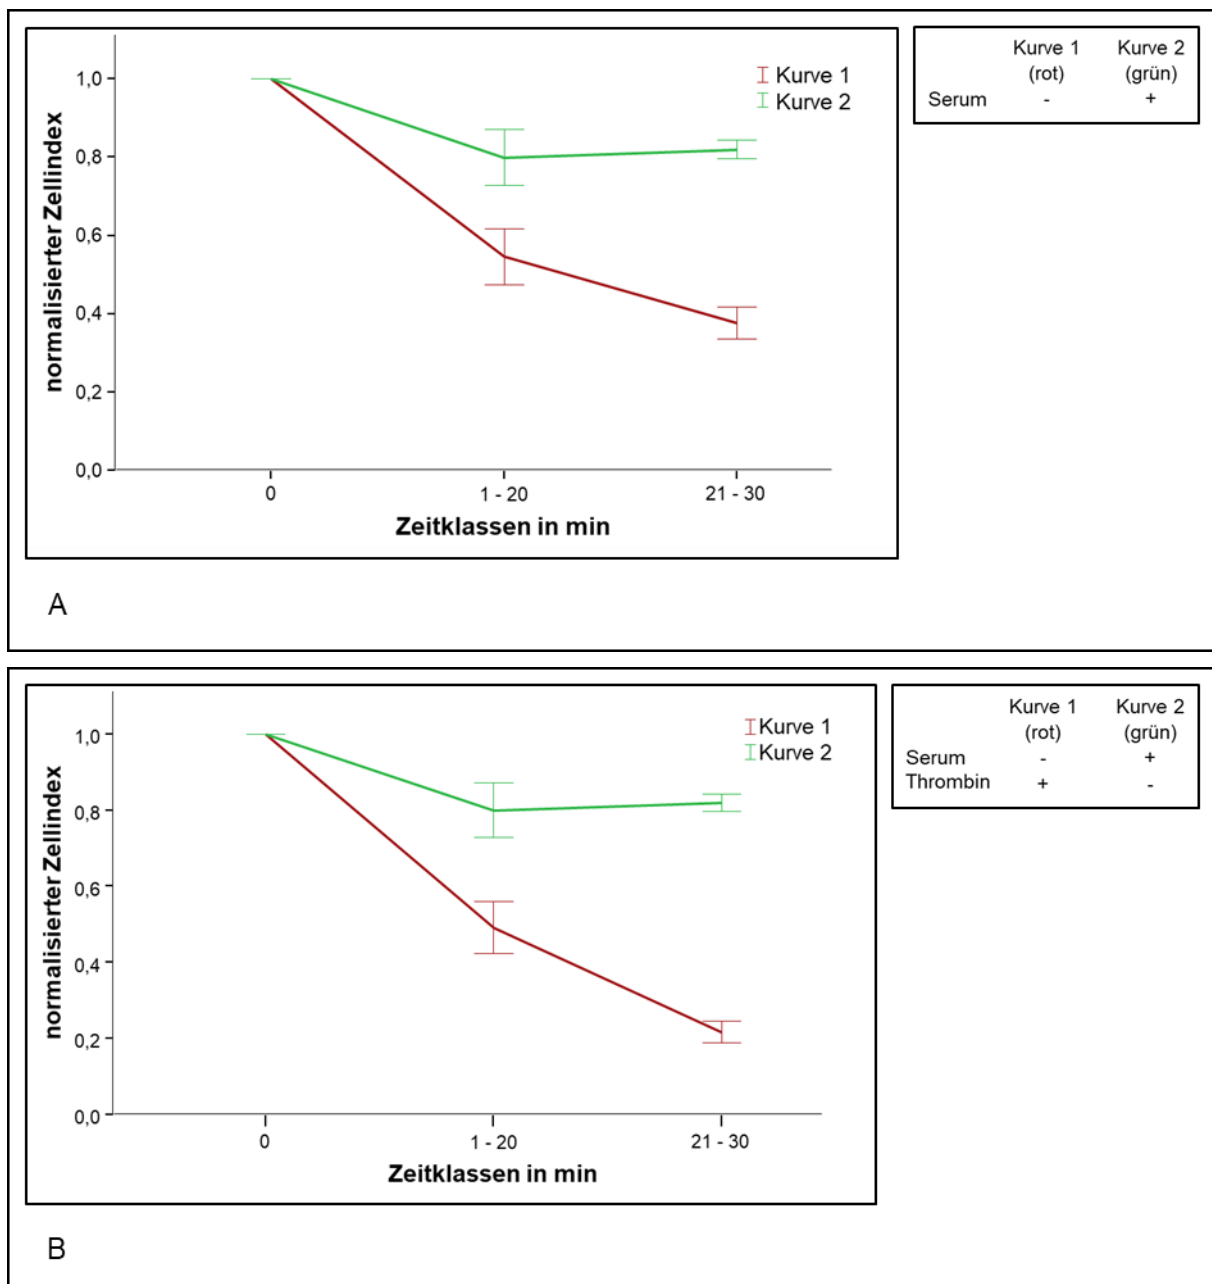 Kurve 1 Kurve 2
(rot) (grün)
Serum - +
normalisierter Zellindex
1,0
0,8
0,6
0,4
0,2
0,0
Kurve 1
Kurve 2
0 1 - 20 21 - 30
Zeitklassen in min
A
Kurve 1 Kurve 2
(rot) (grün)
Serum - +
Thrombin + -
normalisierter Zellindex
1,0
0,8
0,6
0,4
0,2
0,0
Kurve 1
Kurve 2
0 1 - 20 21 - 30
Zeitklassen in min
B